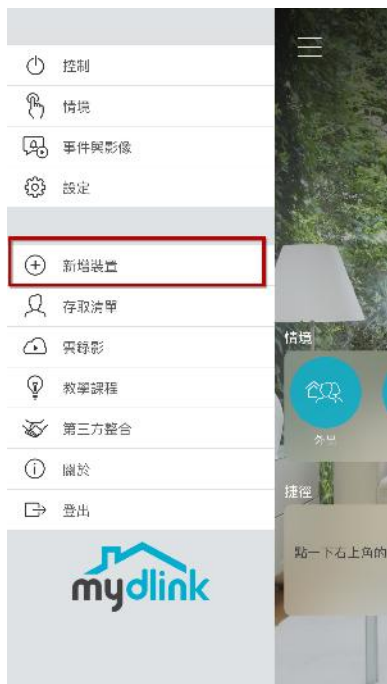 控制
情境
事件與影像
設定
新增裝置
存取清單
雲錄影
教學課程
第三方整合
關於
登出
mydlink
情境
外出
捷徑
點一下右上角的